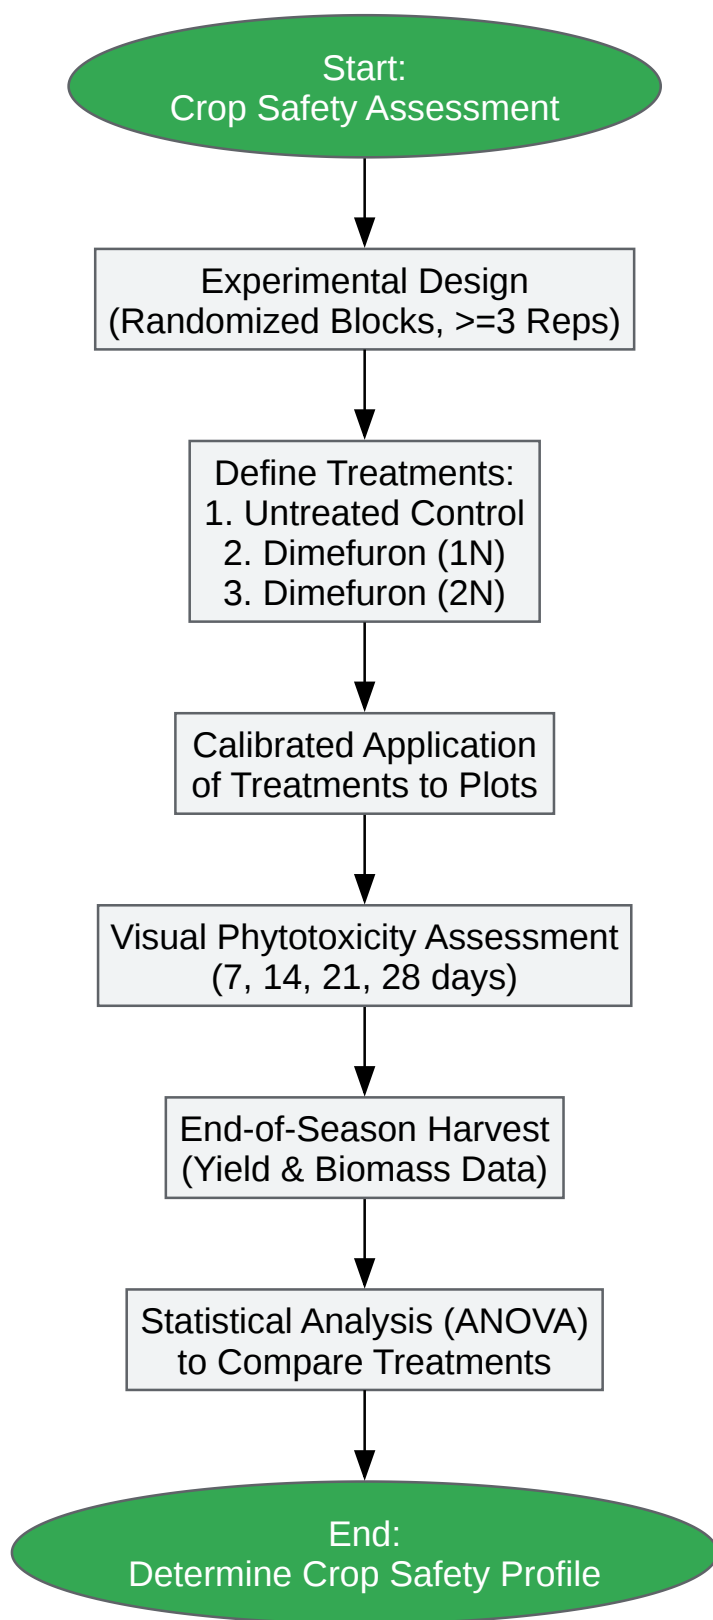 Start:
Crop Safety Assessment
Experimental Design
(Randomized Blocks, >=3 Reps)
Define Treatments:
1. Untreated Control
2. Dimefuron (1N)
3. Dimefuron (2N)
Calibrated Application
of Treatments to Plots
Visual Phytotoxicity Assessment
(7, 14, 21, 28 days)
End-of-Season Harvest
(Yield & Biomass Data)
Statistical Analysis (ANOVA)
to Compare Treatments
End:
Determine Crop Safety Profile